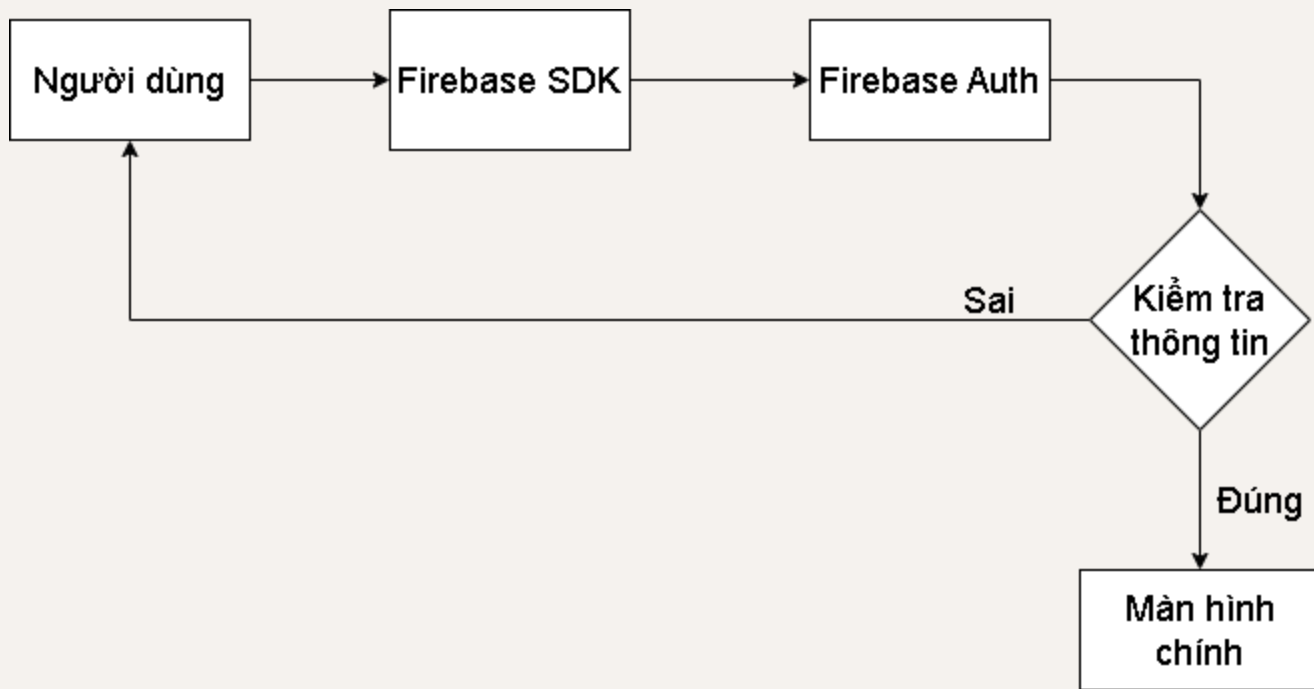 Người dùng
Firebase SDK
Firebase Auth
Sai
Kiểm tra
thông tin
Đúng
Màn hình
chính